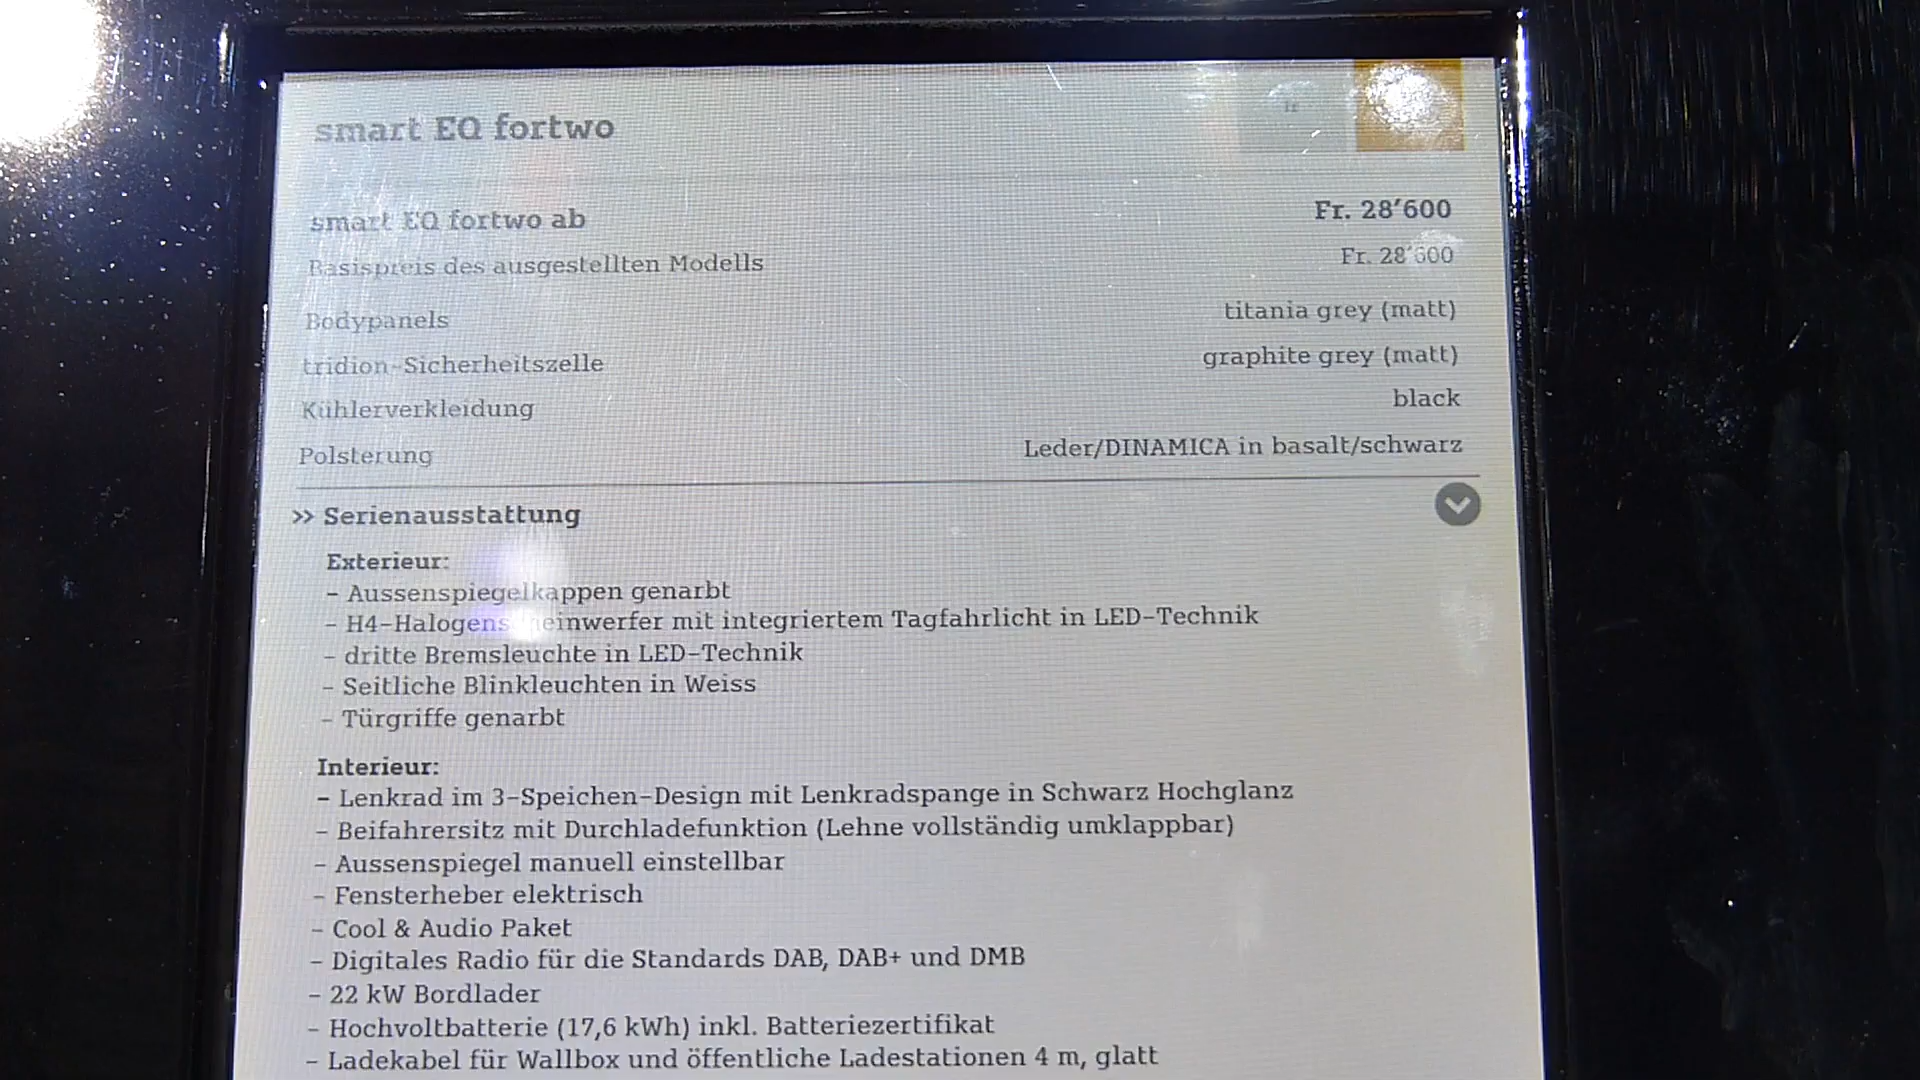 smart EQ fortwo
smart EQ fortwo ab Fr. 28'600
Basispreis des ausgestellten Modells Fr. 28'600
Bodypanels titania grey (matt)
tridion-Sicherheitszelle graphite grey (matt)
Kühlerverkleidung black
Polsterung Leder/DINAMICA in basalt/schwarz
>> Serienausstattung
Exterieur:
- Aussenspiegelkappen genarbt
- H4-Halogenscheinwerfer mit integriertem Tagfahrlicht in LED-Technik
- dritte Bremsleuchte in LED-Technik
- Seitliche Blinkleuchten in Weiss
- Türgriffe genarbt
Interieur:
- Lenkrad im 3-Speichen-Design mit Lenkradspange in Schwarz Hochglanz
- Beifahrersitz mit Durchladefunktion (Lehne vollständig umklappbar)
- Aussenspiegel manuell einstellbar
- Fensterheber elektrisch
- Cool & Audio Paket
- Digitales Radio für die Standards DAB, DAB+ und DMB
- 22 kW Bordlader
- Hochvoltbatterie (17,6 kWh) inkl. Batteriezertifikat
- Ladekabel für Wallbox und öffentliche Ladestationen 4 m, glatt